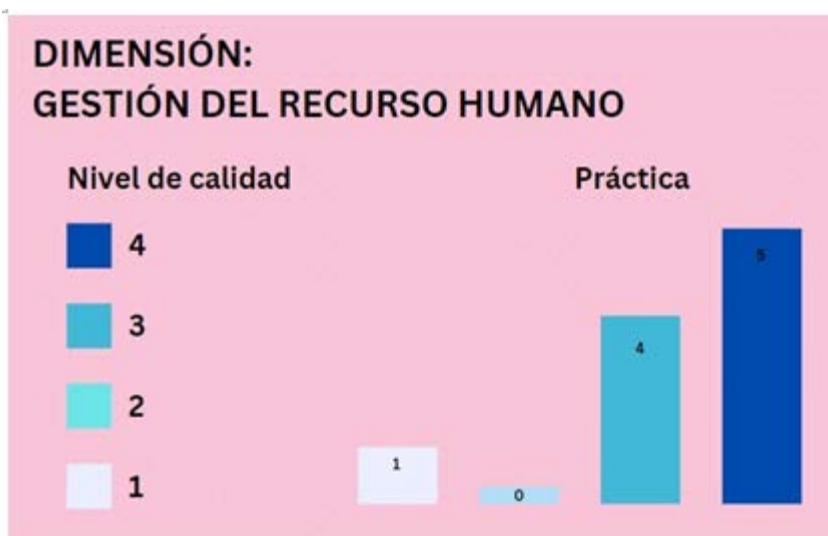 DIMENSIÓN:
GESTIÓN DEL RECURSO HUMANO
Nivel de calidad
Práctica
4
3
2
1
1
0
4
5